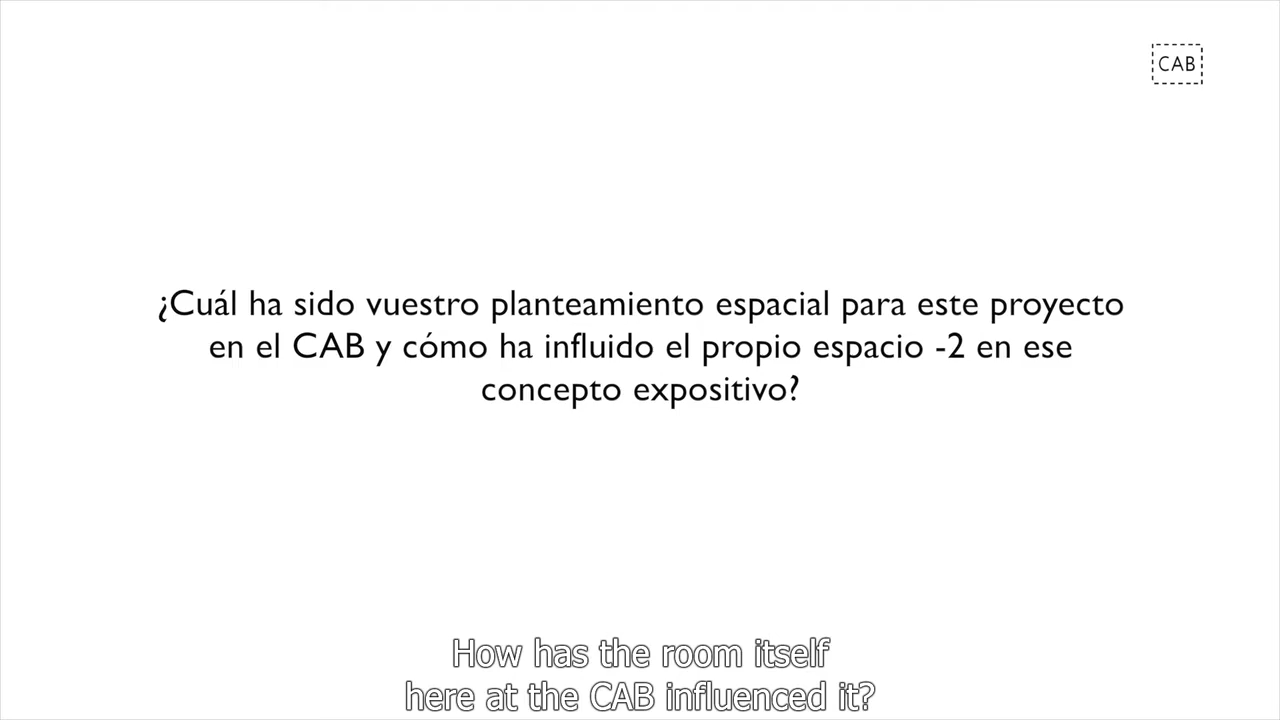 CAB
¿Cuál ha sido vuestro planteamiento espacial para este proyecto
en el CAB y cómo ha influido el propio espacio -2 en ese
concepto expositivo?
How has the room itself
here at the CAB influenced it?